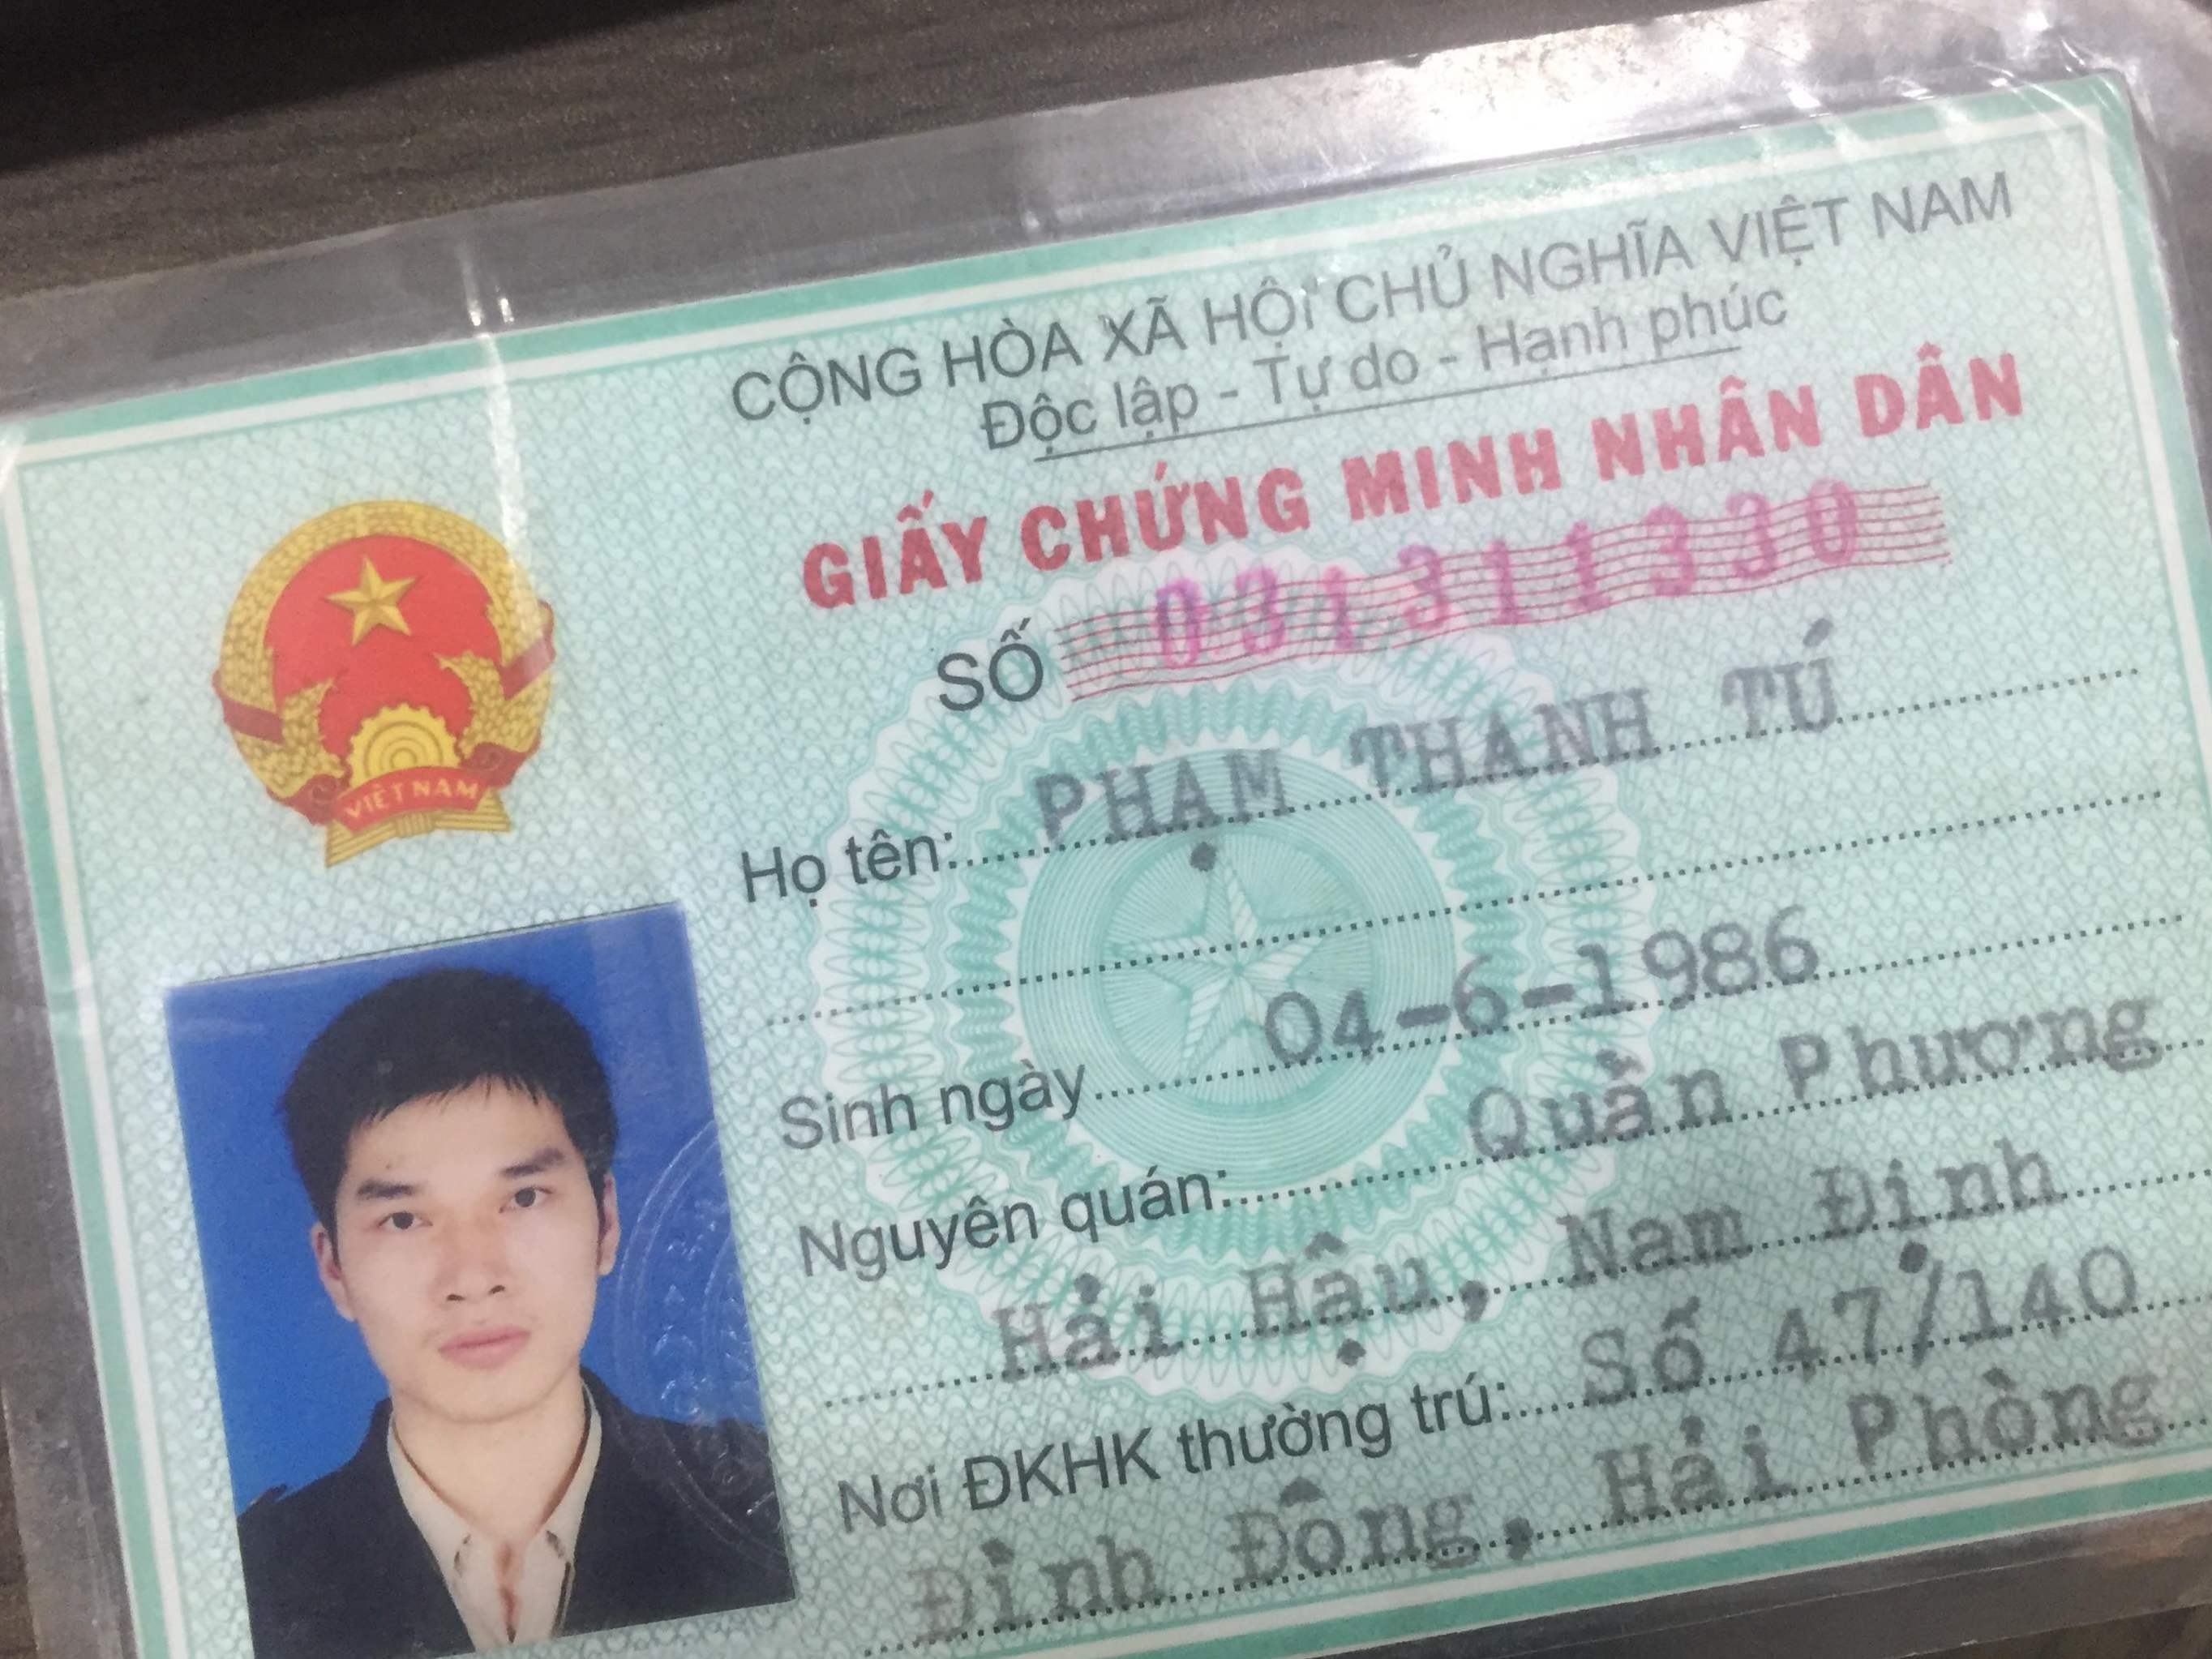 CỘNG HÒA XÃ HỘI CHỦ NGHĨA VIỆT NAM
Độc lập - Tự do - Hạnh phúc
GIẤY CHỨNG MINH NHÂN DÂN
SỐ 031311330
VIỆT NAM
Họ tên: PHẠM THANH TÚ
Sinh ngày 04-6-1986
Nguyên quán: Quần Phương
Hải Hậu, Nam Định
Nơi ĐKHK thường trú: Số 47/140
Đình Đông, Hải Phòng